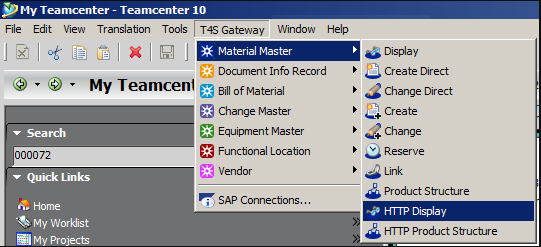 My Teamcenter - Teamcenter 10
File Edit View Translation Tools T4S Gateway Window Help
My Teamcenter
Search
000072
Quick Links
Home
My Worklist
My Projects
Material Master
Document Info Record
Bill of Material
Change Master
Equipment Master
Functional Location
Vendor
SAP Connections...
Display
Create Direct
Change Direct
Create
Change
Reserve
Link
Product Structure
HTTP Display
HTTP Product Structure